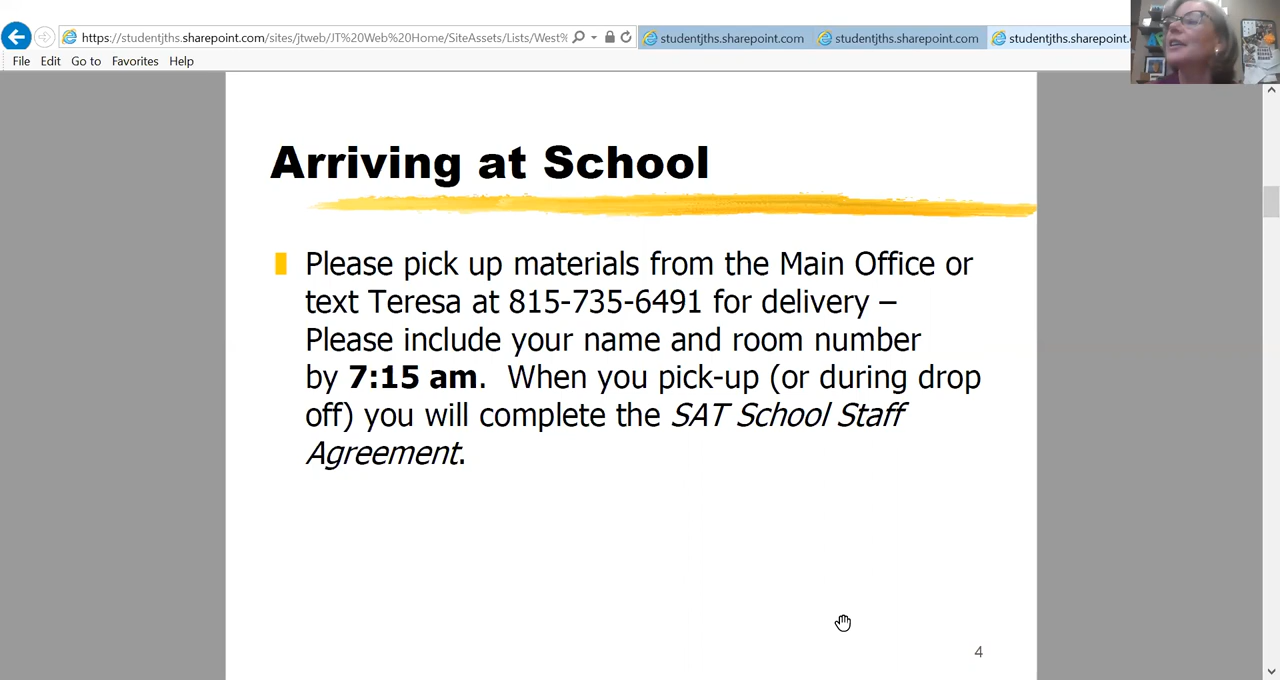 https://studentjths.sharepoint.com/sites/jtweb/JT%20Web%20Home/SiteAssets/Lists/West%
studentjths.sharepoint.com
studentjths.sharepoint.com
studentjths.sharepoint.c
File Edit Go to Favorites Help
Arriving at School
Please pick up materials from the Main Office or
text Teresa at 815-735-6491 for delivery –
Please include your name and room number
by 7:15 am. When you pick-up (or during drop
off) you will complete the SAT School Staff
Agreement.
4